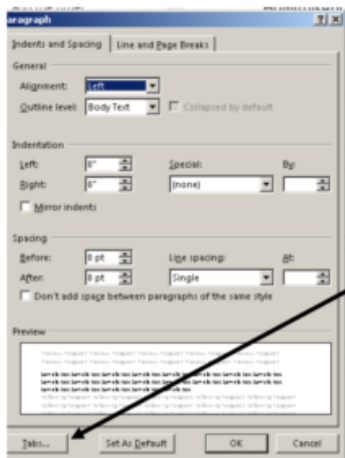 aragraph
Indents and Spacing Line and Page Breaks
General
Alignment: Left
Outline level: Body Text Collapsed by default
Indentation
Left: 0" Special: By:
Right: 0" (none)
Mirror indents
Spacing
Before: 0 pt Line spacing: At:
After: 0 pt Single
Don't add space between paragraphs of the same style
Preview
Tabs... Set As Default OK Cancel